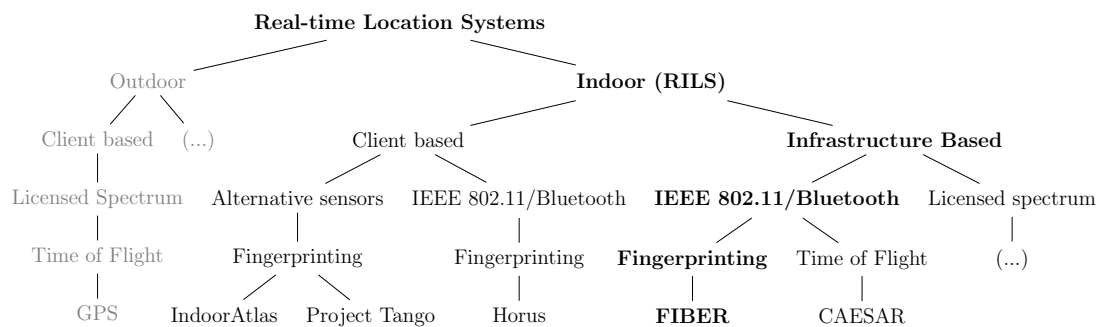 Real-time Location Systems
Outdoor Indoor (RILS)
Client based (...) Client based Infrastructure Based
Licensed Spectrum Alternative sensors IEEE 802.11/Bluetooth IEEE 802.11/Bluetooth Licensed spectrum
Time of Flight Fingerprinting Fingerprinting Fingerprinting Time of Flight (...)
GPS IndoorAtlas Project Tango Horus FIBER CAESAR